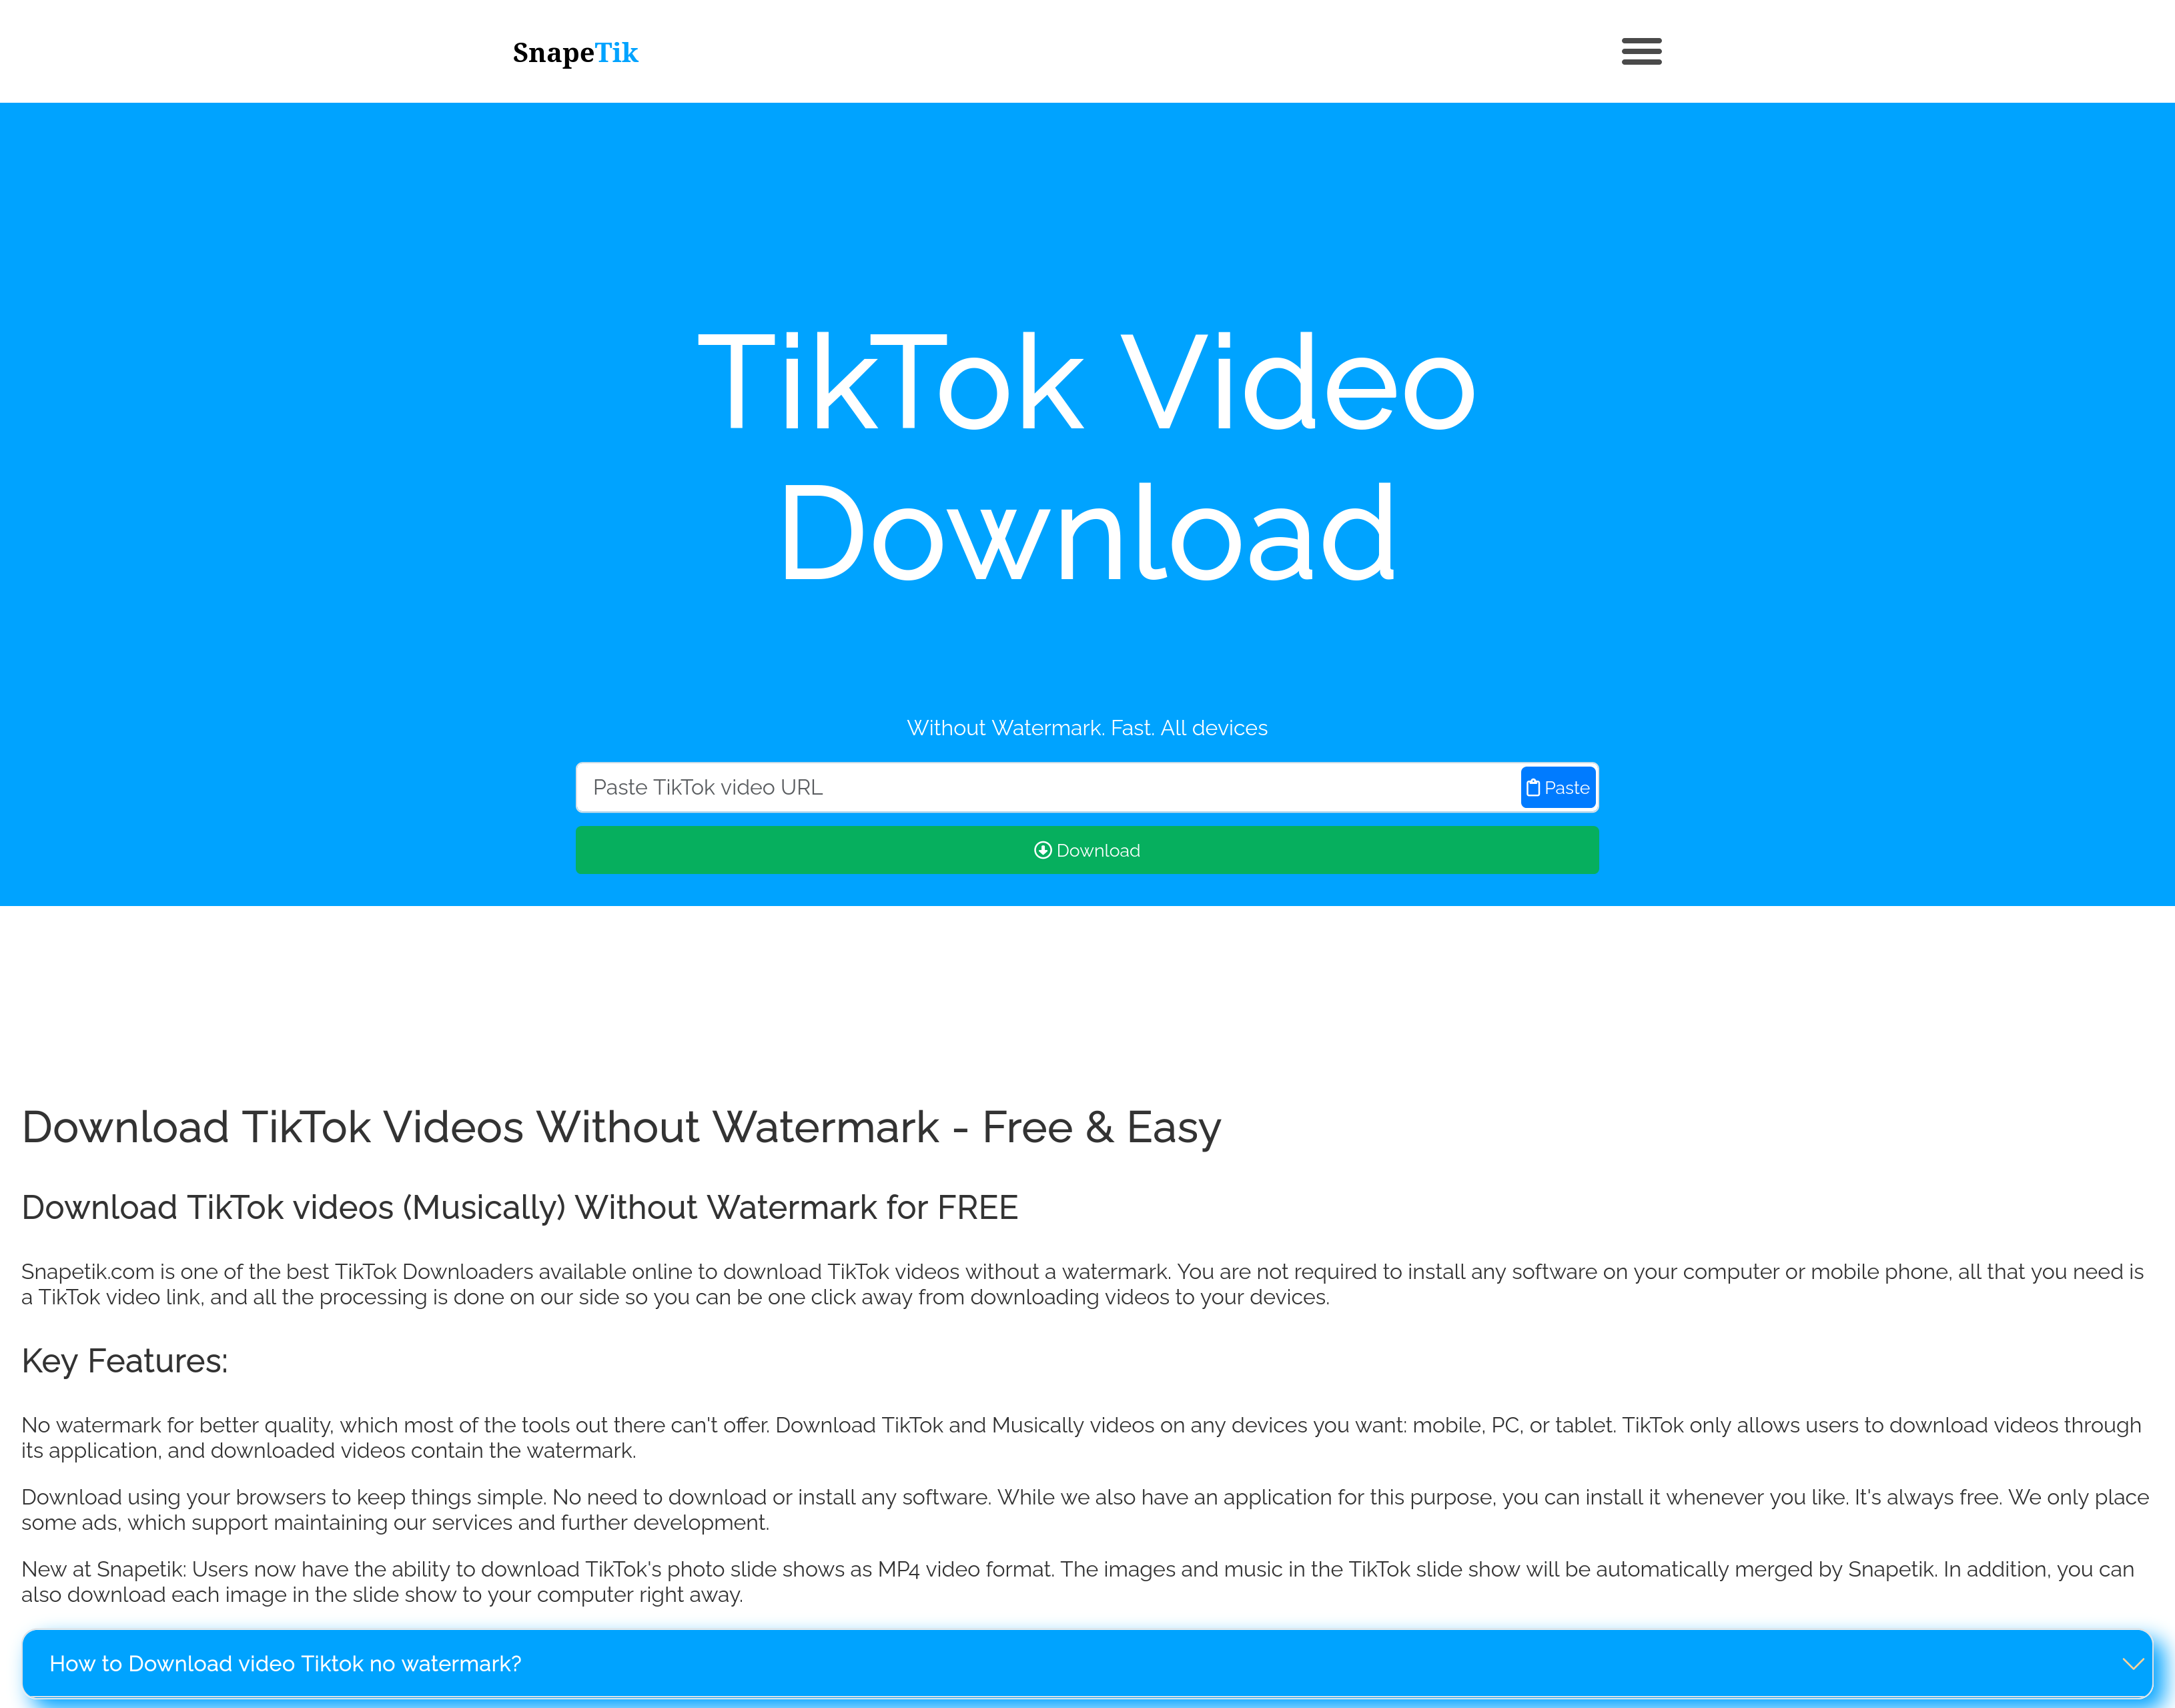 SnapeTik
TikTok Video
Download
Without Watermark. Fast. All devices
Paste TikTok video URL
Paste
Download
Download TikTok Videos Without Watermark - Free & Easy
Download TikTok videos (Musically) Without Watermark for FREE
Snapetik.com is one of the best TikTok Downloaders available online to download TikTok videos without a watermark. You are not required to install any software on your computer or mobile phone, all that you need is
a TikTok video link, and all the processing is done on our side so you can be one click away from downloading videos to your devices.
Key Features:
No watermark for better quality, which most of the tools out there can't offer. Download TikTok and Musically videos on any devices you want: mobile, PC, or tablet. TikTok only allows users to download videos through
its application, and downloaded videos contain the watermark.
Download using your browsers to keep things simple. No need to download or install any software. While we also have an application for this purpose, you can install it whenever you like. It's always free. We only place
some ads, which support maintaining our services and further development.
New at Snapetik: Users now have the ability to download TikTok's photo slide shows as MP4 video format. The images and music in the TikTok slide show will be automatically merged by Snapetik. In addition, you can
also download each image in the slide show to your computer right away.
How to Download video Tiktok no watermark?